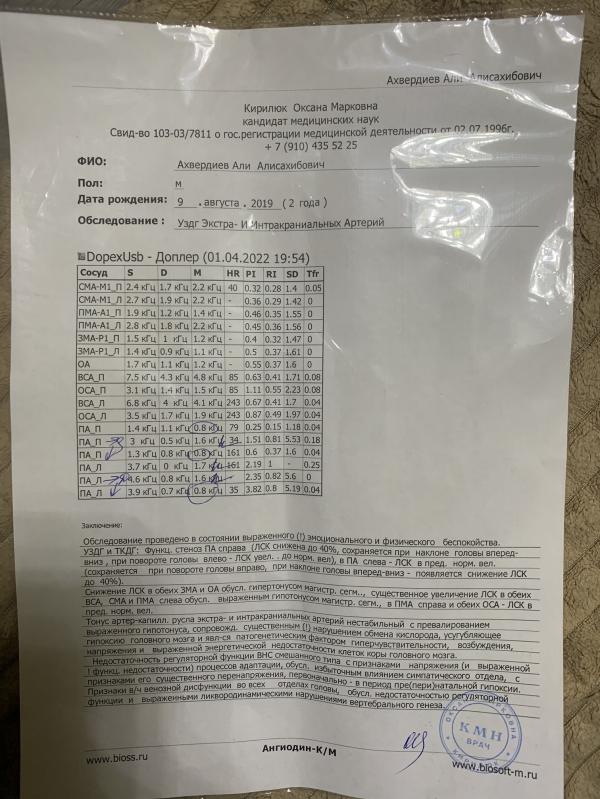 Ахвердиев Али Алисахибович
Кирилюк Оксана Марковна
кандидат медицинских наук
Свид-во 103-03/7811 о гос.регистрации медицинской деятельности от 02.07.1996г.
+ 7 (910) 435 52 25
ФИО: Ахвердиев Али Алисахибович
Пол: м
Дата рождения: 9 . августа . 2019 ( 2 года )
Обследование : Уздг Экстра- И Интракраниальных Артерий
DopexUsb - Доплер (01.04.2022 19:54)
Сосуд S D M HR PI RI SD Tfr
СМА-М1_П 2.4 кГц 1.7 кГц 2.2 кГц 40 0.32 0.28 1.4 0.05
СМА-М1_Л 2.7 кГц 1.9 кГц 2.2 кГц - 0.36 0.29 1.42 0
ПМА-А1_П 1.9 кГц 1.2 кГц 1.4 кГц - 0.46 0.35 1.55 0
ПМА-А1_Л 2.8 кГц 1.8 кГц 2.2 кГц - 0.45 0.36 1.56 0
ЗМА-Р1_П 1.5 кГц 1 кГц 1.2 кГц - 0.4 0.32 1.47 0
ЗМА-Р1_Л 1.4 кГц 0.9 кГц 1.1 кГц - 0.5 0.37 1.61 0
ОА 1.7 кГц 1.1 кГц 1.2 кГц - 0.55 0.37 1.6 0
ВСА_П 7.5 кГц 4.3 кГц 4.8 кГц 85 0.63 0.41 1.71 0.08
ОСА_П 3.1 кГц 1.4 кГц 1.5 кГц 85 1.11 0.55 2.23 0.08
ВСА_Л 6.8 кГц 4 кГц 4.1 кГц 243 0.67 0.41 1.7 0.04
ОСА_Л 3.5 кГц 1.7 кГц 1.9 кГц 243 0.87 0.49 1.97 0.04
ПА_П 1.4 кГц 1.1 кГц 0.8 кГц 79 0.25 0.15 1.18 0.04
ПА_П 3 кГц 0.5 кГц 1.6 кГц 34 1.51 0.81 5.53 0.18
ПА_П 1.3 кГц 0.8 кГц 0.8 кГц 161 0.6 0.37 1.6 0.04
ПА_Л 3.7 кГц 0 кГц 1.7 кГц 161 2.19 1 - 0.25
ПА_Л 4.6 кГц 0.8 кГц 1.6 кГц 2.35 0.82 5.6 0
ПА_Л 3.9 кГц 0.7 кГц 0.8 кГц 35 3.82 0.8 5.19 0.04
Заключение:
Обследование проведено в состоянии выраженного (!) эмоционального и физического беспокойства.
УЗДГ и ТКДГ: Функц. стеноз ПА справа (ЛСК снижена до 40%, сохраняется при наклоне головы вперед-
вниз , при повороте головы влево - ЛСК увел. . до норм. вел), в ПА слева - ЛСК в пред. норм. вел.
(сохраняется при повороте головы вправо, при наклоне головы вперед-вниз - появляется снижение ЛСК
до 40%).
Снижение ЛСК в обеих ЗМА и ОА обусл. гипертонусом магистр. сегм.., существенное увеличение ЛСК в обеих
ВСА, СМА и ПМА слева обусл. выраженным гипотонусом магистр. сегм., в ПМА справа и обеих ОСА - ЛСК в
пред. норм. вел.
Тонус артер-капилл. русла экстра- и интракраниальных артерий нестабильный с превалированием
выраженного гипотонуса, сопровожд. существенным (!) нарушением обмена кислорода, усугубляющее
гипоксию головного мозга и явл-ся патогенетическим фактором гиперчувствительности, возбуждения,
напряжения и выраженной энергетической недостаточности клеток коры головного мозга.
Недостаточность регуляторной функции ВНС смешанного типа с признаками напряжения (и выраженной
! функц. недостаточности) процессов адаптации, обусл. избыточным влиянием симпатического отдела, с
признаками его существенного перенапряжения, первоначально - в период пре(пери)натальной гипоксии.
Признаки в/ч венозной дисфункции во всех отделах головы, обусл. недостаточностью регуляторной
функции и выраженными ликвородинамическими нарушениями вертебрального генеза.
КМН
ВРАЧ
Ангиодин-К/М
www.bioss.ru
www.biosoft-m.ru